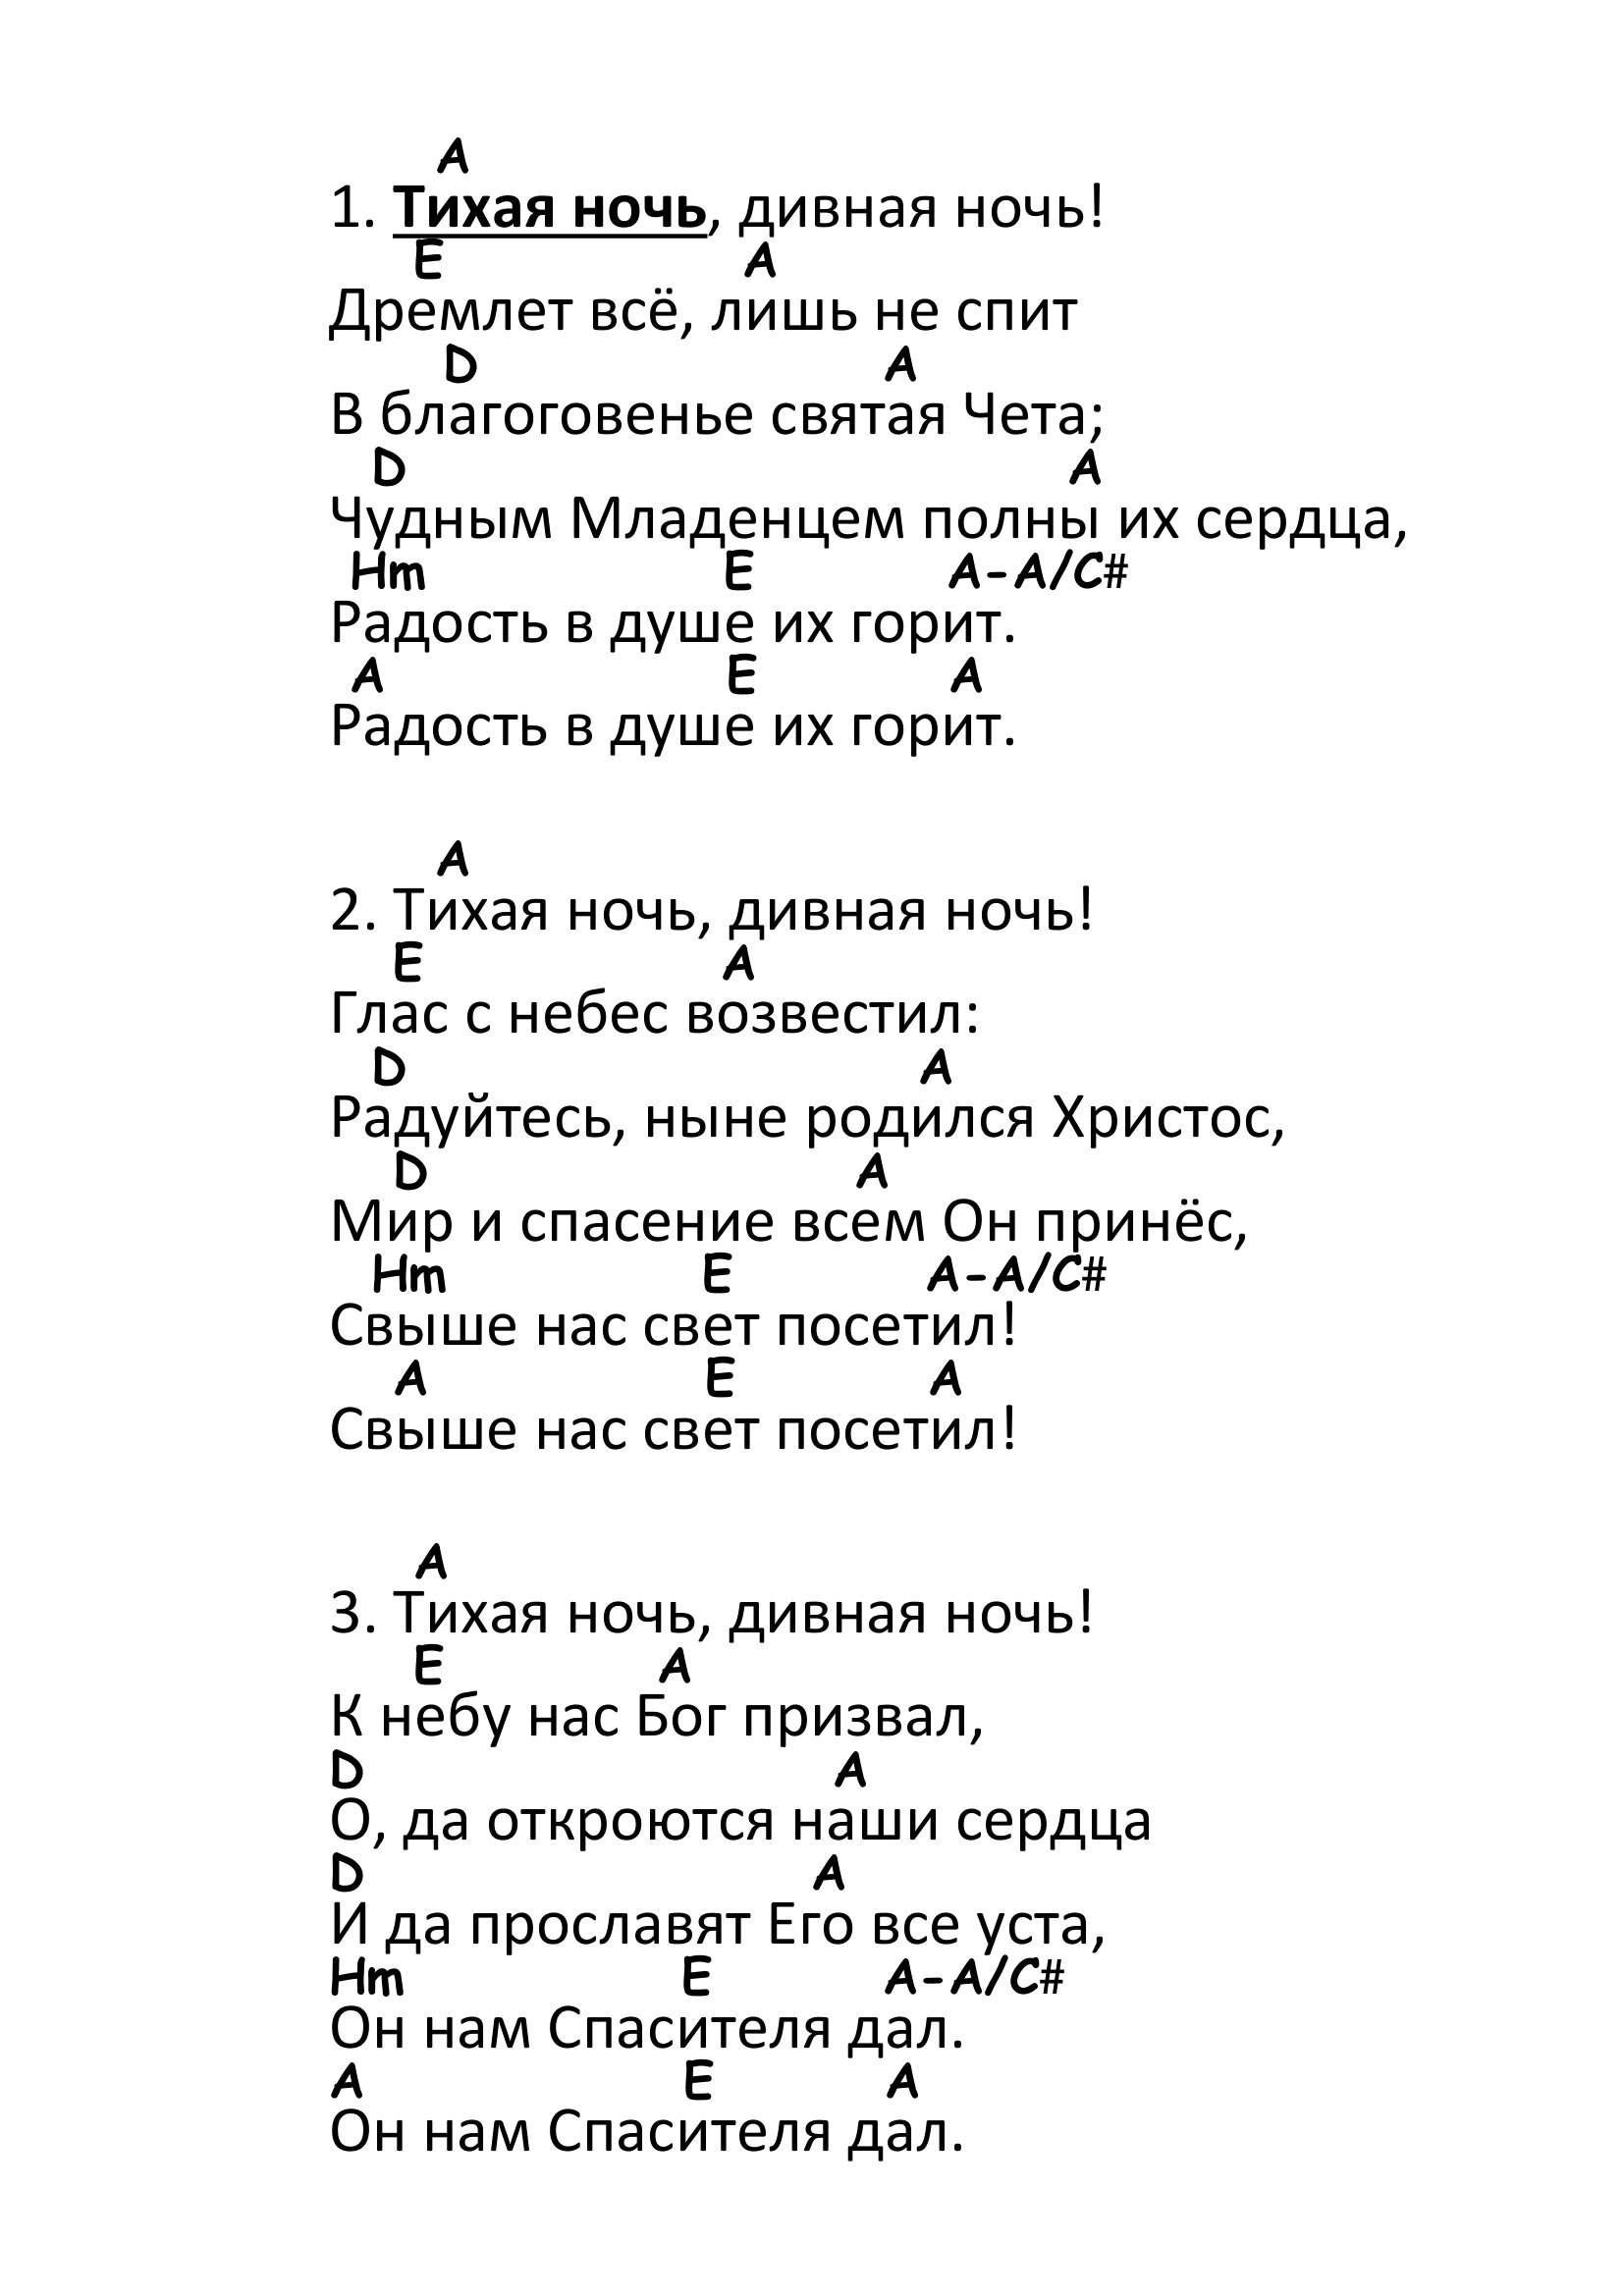 A
1. Тихая ночь, дивная ночь!
E A
Дремлет всё, лишь не спит
D A
В благоговенье святая Чета;
D A
Чудным Младенцем полны их сердца,
Hm E A-A/C#
Радость в душе их горит.
A E A
Радость в душе их горит.
A
2. Тихая ночь, дивная ночь!
E A
Глас с небес возвестил:
D A
Радуйтесь, ныне родился Христос,
D A
Мир и спасение всем Он принёс,
Hm E A-A/C#
Свыше нас свет посетил!
A E A
Свыше нас свет посетил!
A
3. Тихая ночь, дивная ночь!
E A
К небу нас Бог призвал,
D A
О, да откроются наши сердца
D A
И да прославят Его все уста,
Hm E A-A/C#
Он нам Спасителя дал.
A E A
Он нам Спасителя дал.